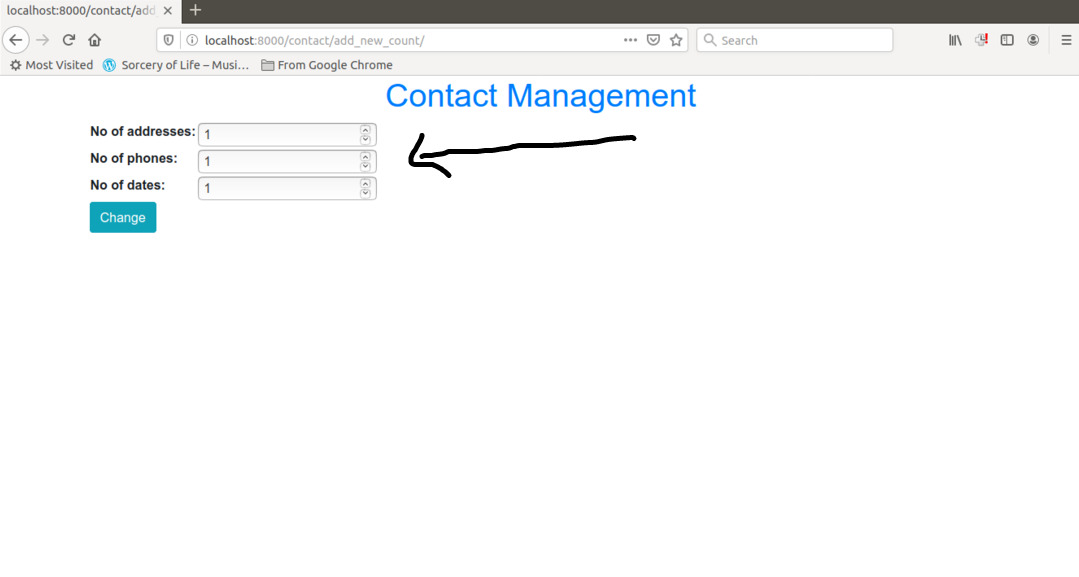 localhost:8000/contact/add_
localhost:8000/contact/add_new_count/
Search
Most Visited
Sorcery of Life – Musi…
From Google Chrome
Contact Management
No of addresses: 1
No of phones: 1
No of dates: 1
Change